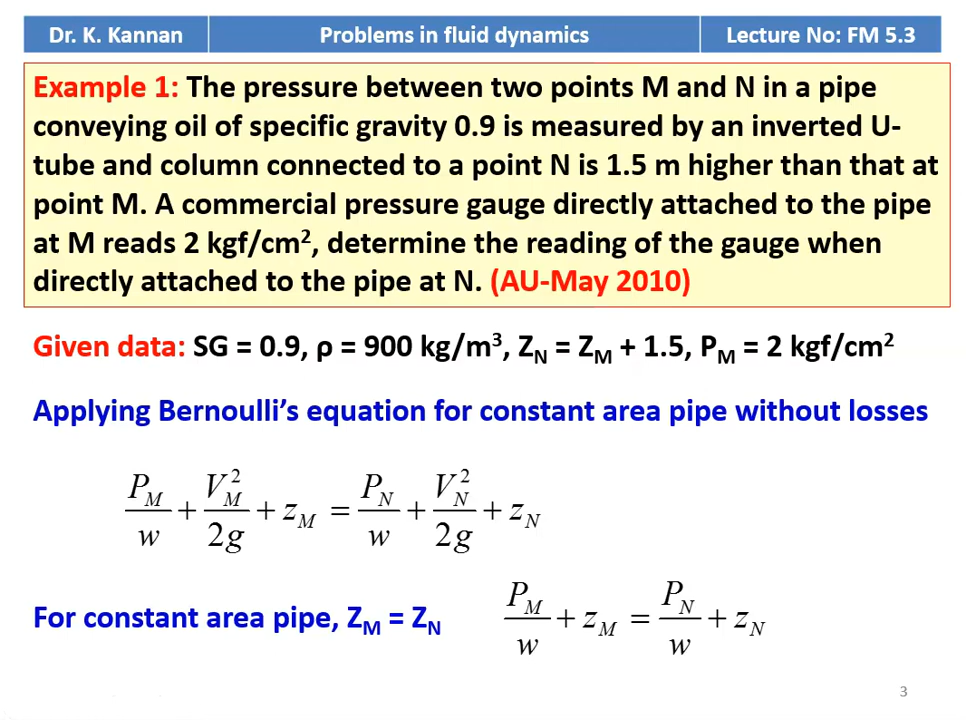 Dr. K. Kannan Problems in fluid dynamics Lecture No: FM 5.3
Example 1: The pressure between two points M and N in a pipe
conveying oil of specific gravity 0.9 is measured by an inverted U-
tube and column connected to a point N is 1.5 m higher than that at
point M. A commercial pressure gauge directly attached to the pipe
at M reads 2 kgf/cm², determine the reading of the gauge when
directly attached to the pipe at N. (AU-May 2010)
Given data: SG = 0.9, ρ = 900 kg/m³, Z_N = Z_M + 1.5, P_M = 2 kgf/cm²
Applying Bernoulli’s equation for constant area pipe without losses
P_M/w + V_M²/2g + z_M = P_N/w + V_N²/2g + z_N
For constant area pipe, Z_M = Z_N P_M/w + z_M = P_N/w + z_N
3